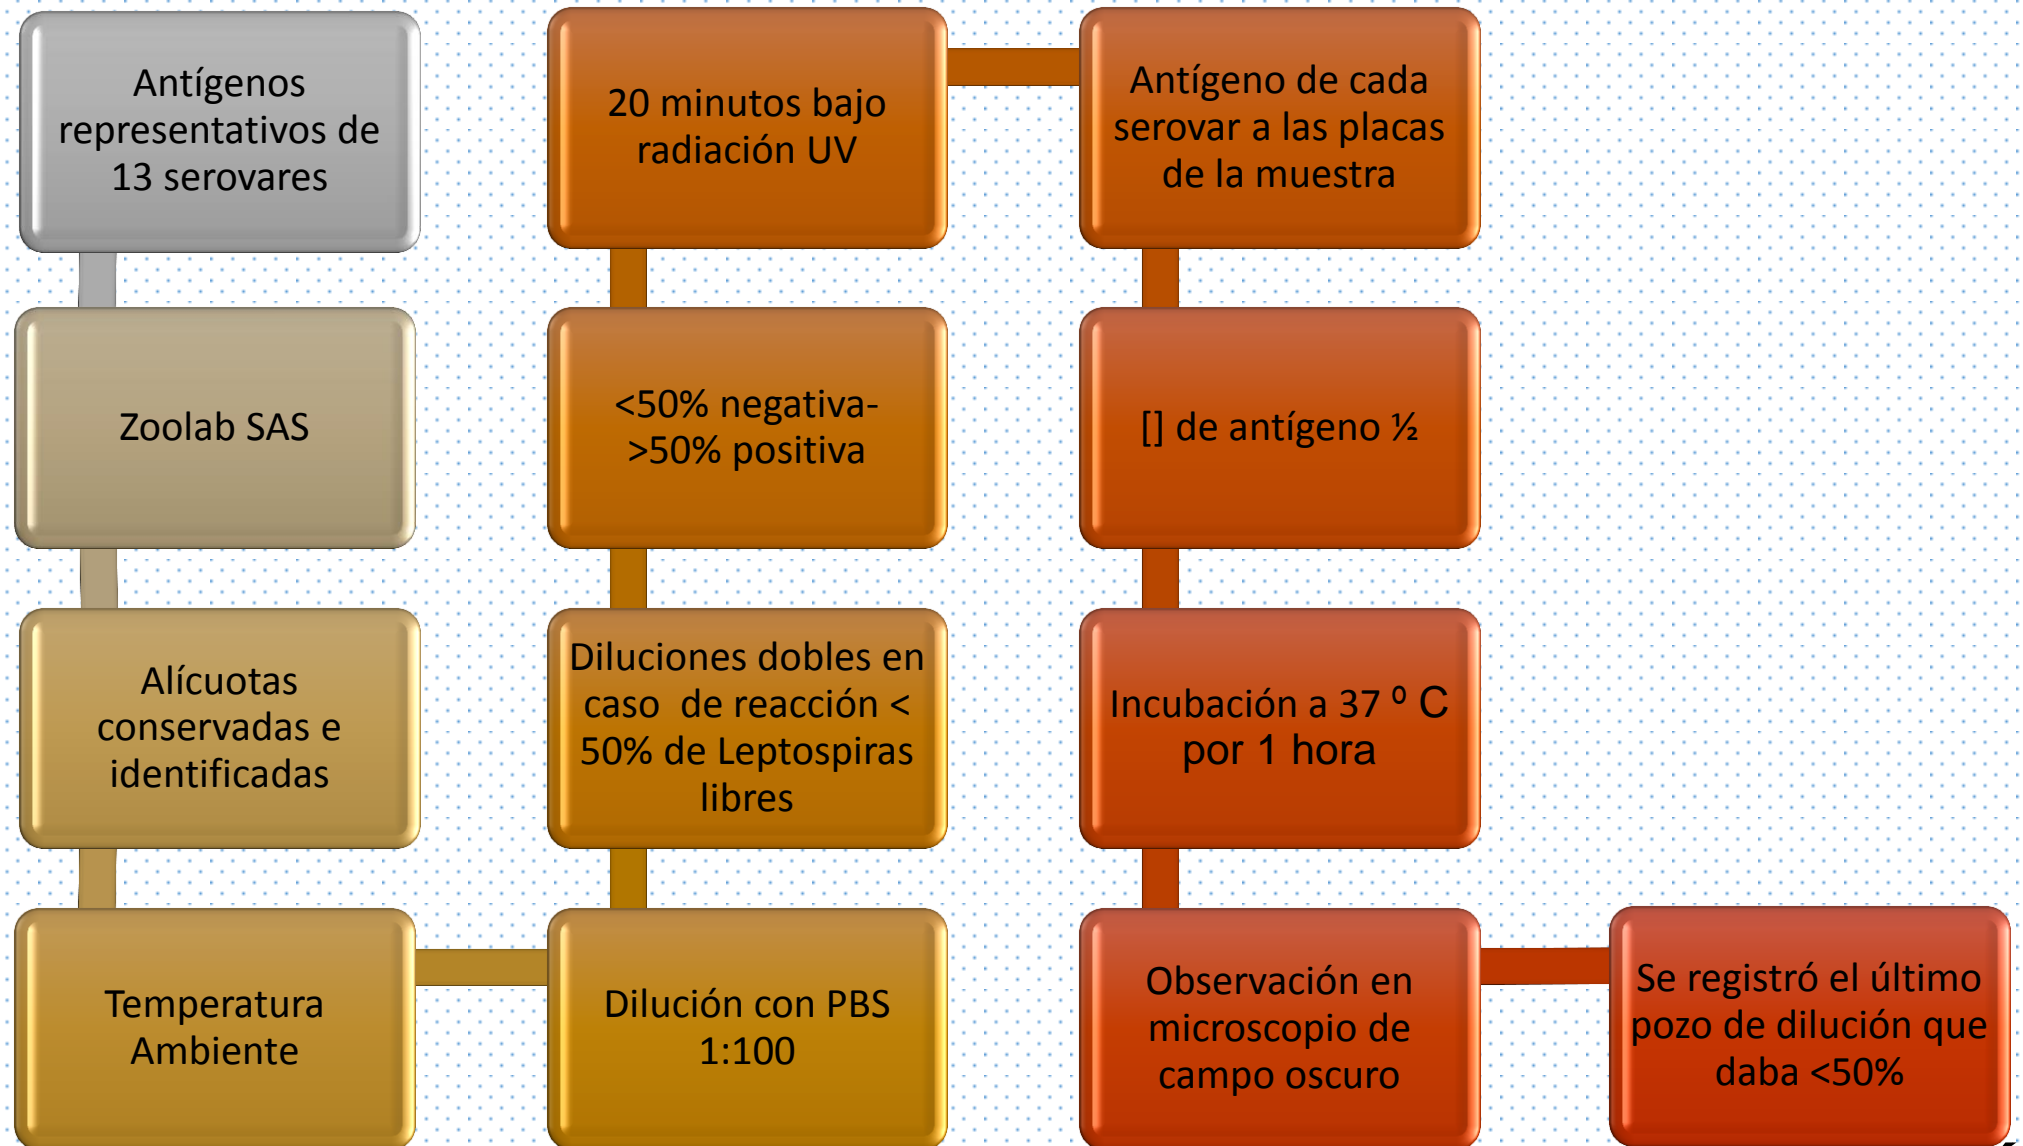 Antígenos
representativos de
13 serovares
Zoolab SAS
Alícuotas
conservadas e
identificadas
Temperatura
Ambiente
Dilución con PBS
1:100
Diluciones dobles en
caso de reacción <
50% de Leptospiras
libres
<50% negativa-
>50% positiva
20 minutos bajo
radiación UV
Antígeno de cada
serovar a las placas
de la muestra
[] de antígeno ½
Incubación a 37 º C
por 1 hora
Observación en
microscopio de
campo oscuro
Se registró el último
pozo de dilución que
daba <50%